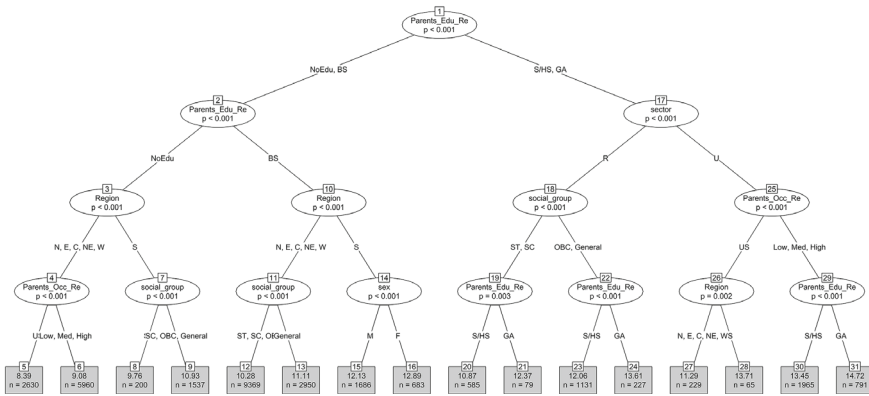 1
Parents_Edu_Re
p < 0.001
NoEdu, BS
S/HS, GA
2
Parents_Edu_Re
p < 0.001
17
sector
p < 0.001
NoEdu
BS
R
U
3
Region
p < 0.001
10
Region
p < 0.001
18
social_group
p < 0.001
25
Parents_Occ_Re
p < 0.001
N, E, C, NE, W
S
N, E, C, NE, W
S
ST, SC
OBC, General
US
Low, Med, High
4
Parents_Occ_Re
p < 0.001
7
social_group
p < 0.001
11
social_group
p < 0.001
14
sex
p < 0.001
19
Parents_Edu_Re
p = 0.003
22
Parents_Edu_Re
p < 0.001
26
Region
p = 0.002
29
Parents_Edu_Re
p < 0.001
Low, Med, High
SC, OBC, General
ST, SC,
General
M
F
S/HS
GA
S/HS
GA
N, E, C, NE, W
S
S/HS
GA
5
8.39
n = 2630
6
9.08
n = 5960
8
9.76
n = 200
9
10.93
n = 1537
12
10.28
n = 9369
13
11.11
n = 2950
15
12.13
n = 1686
16
12.89
n = 683
20
10.87
n = 585
21
12.37
n = 79
23
12.06
n = 1131
24
13.61
n = 227
27
11.29
n = 229
28
13.71
n = 65
30
13.45
n = 1965
31
14.72
n = 791